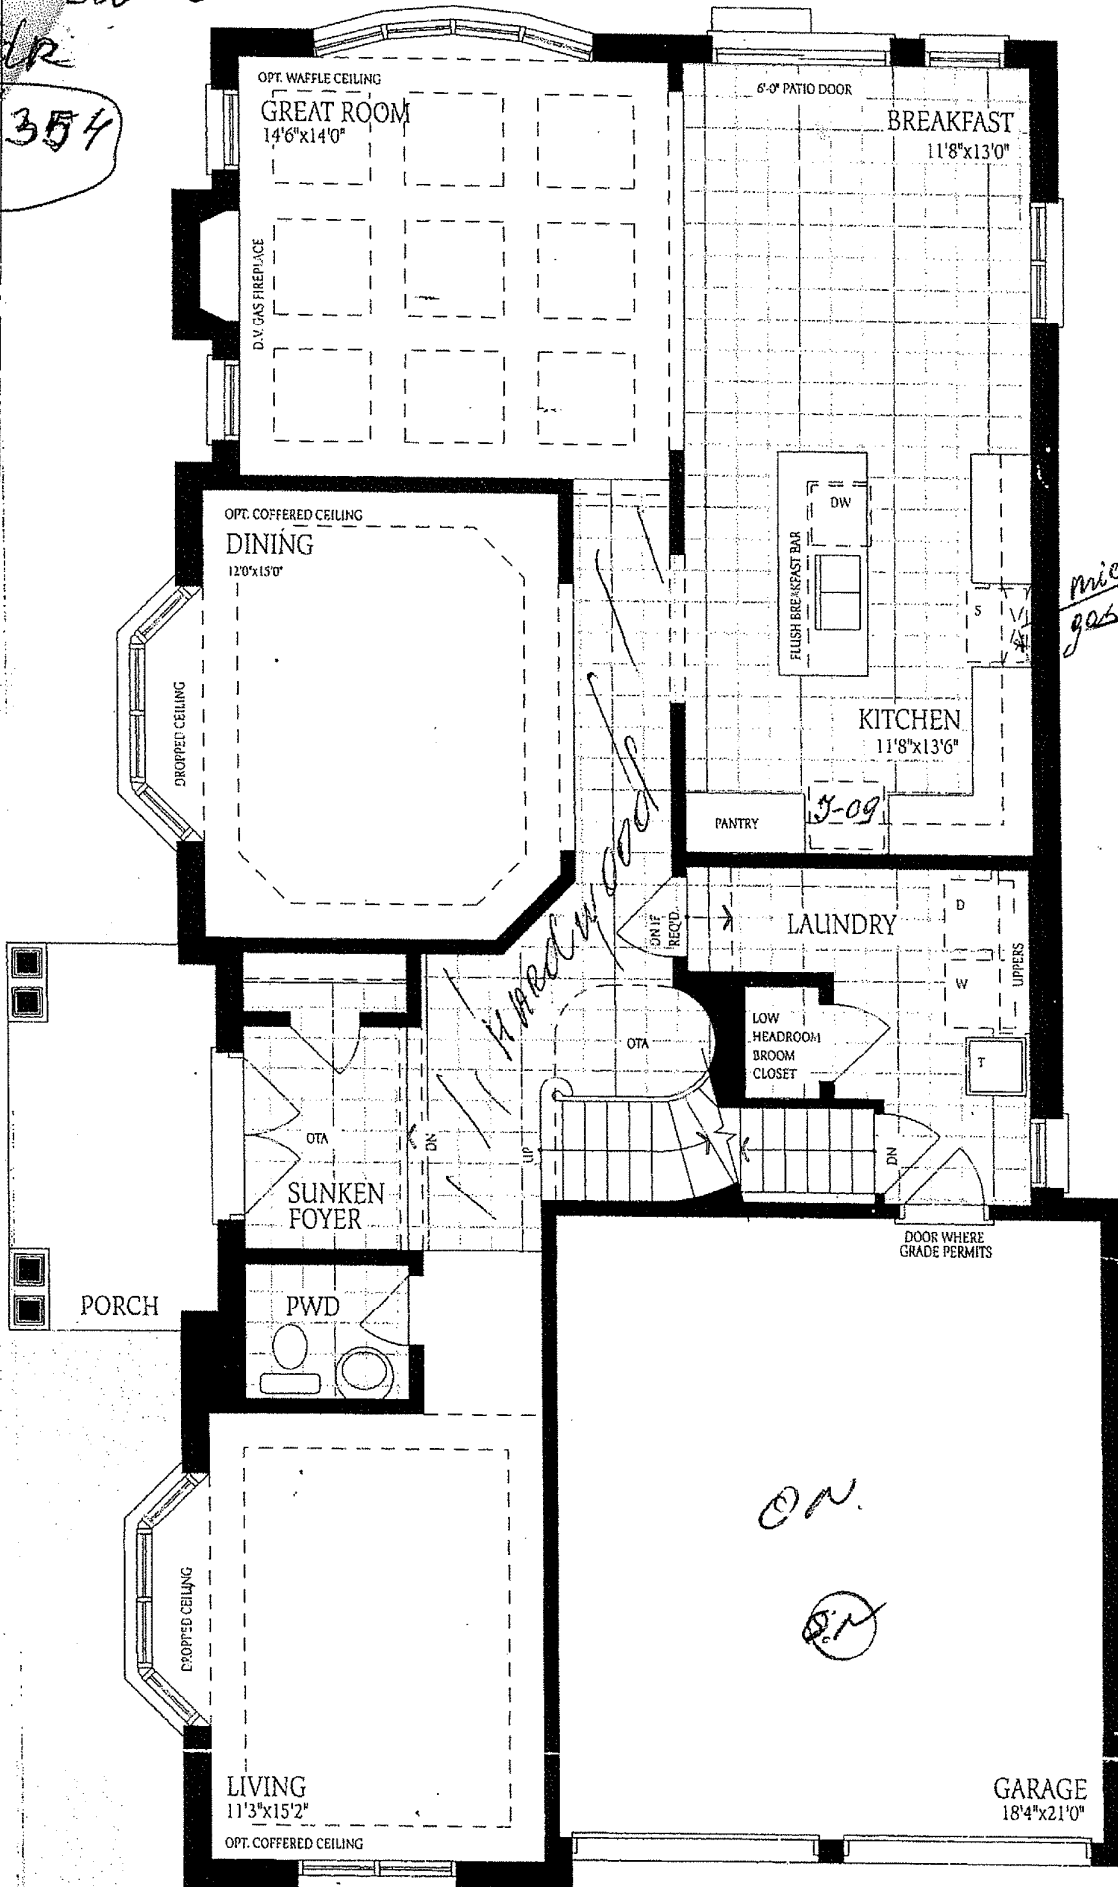 354
OPT. WAFFLE CEILING
GREAT ROOM
14'6"x14'0"
D.V. GAS FIREPLACE
6'-0" PATIO DOOR
BREAKFAST
11'8"x13'0"
OPT. COFFERED CEILING
DINING
12'0"x15'0"
DROPPED CEILING
FLUSH BREAKFAST BAR
DW
S
gas
KITCHEN
11'8"x13'6"
PANTRY
J-09
Hardwood
DN IF
REQ'D.
LAUNDRY
D
W
UPPERS
T
LOW
HEADROOM
BROOM
CLOSET
OTA
OTA
DN
UP
DN
SUNKEN
FOYER
DOOR WHERE
GRADE PERMITS
PORCH
PWD
DROPPED CEILING
LIVING
11'3"x15'2"
OPT. COFFERED CEILING
GARAGE
18'4"x21'0"